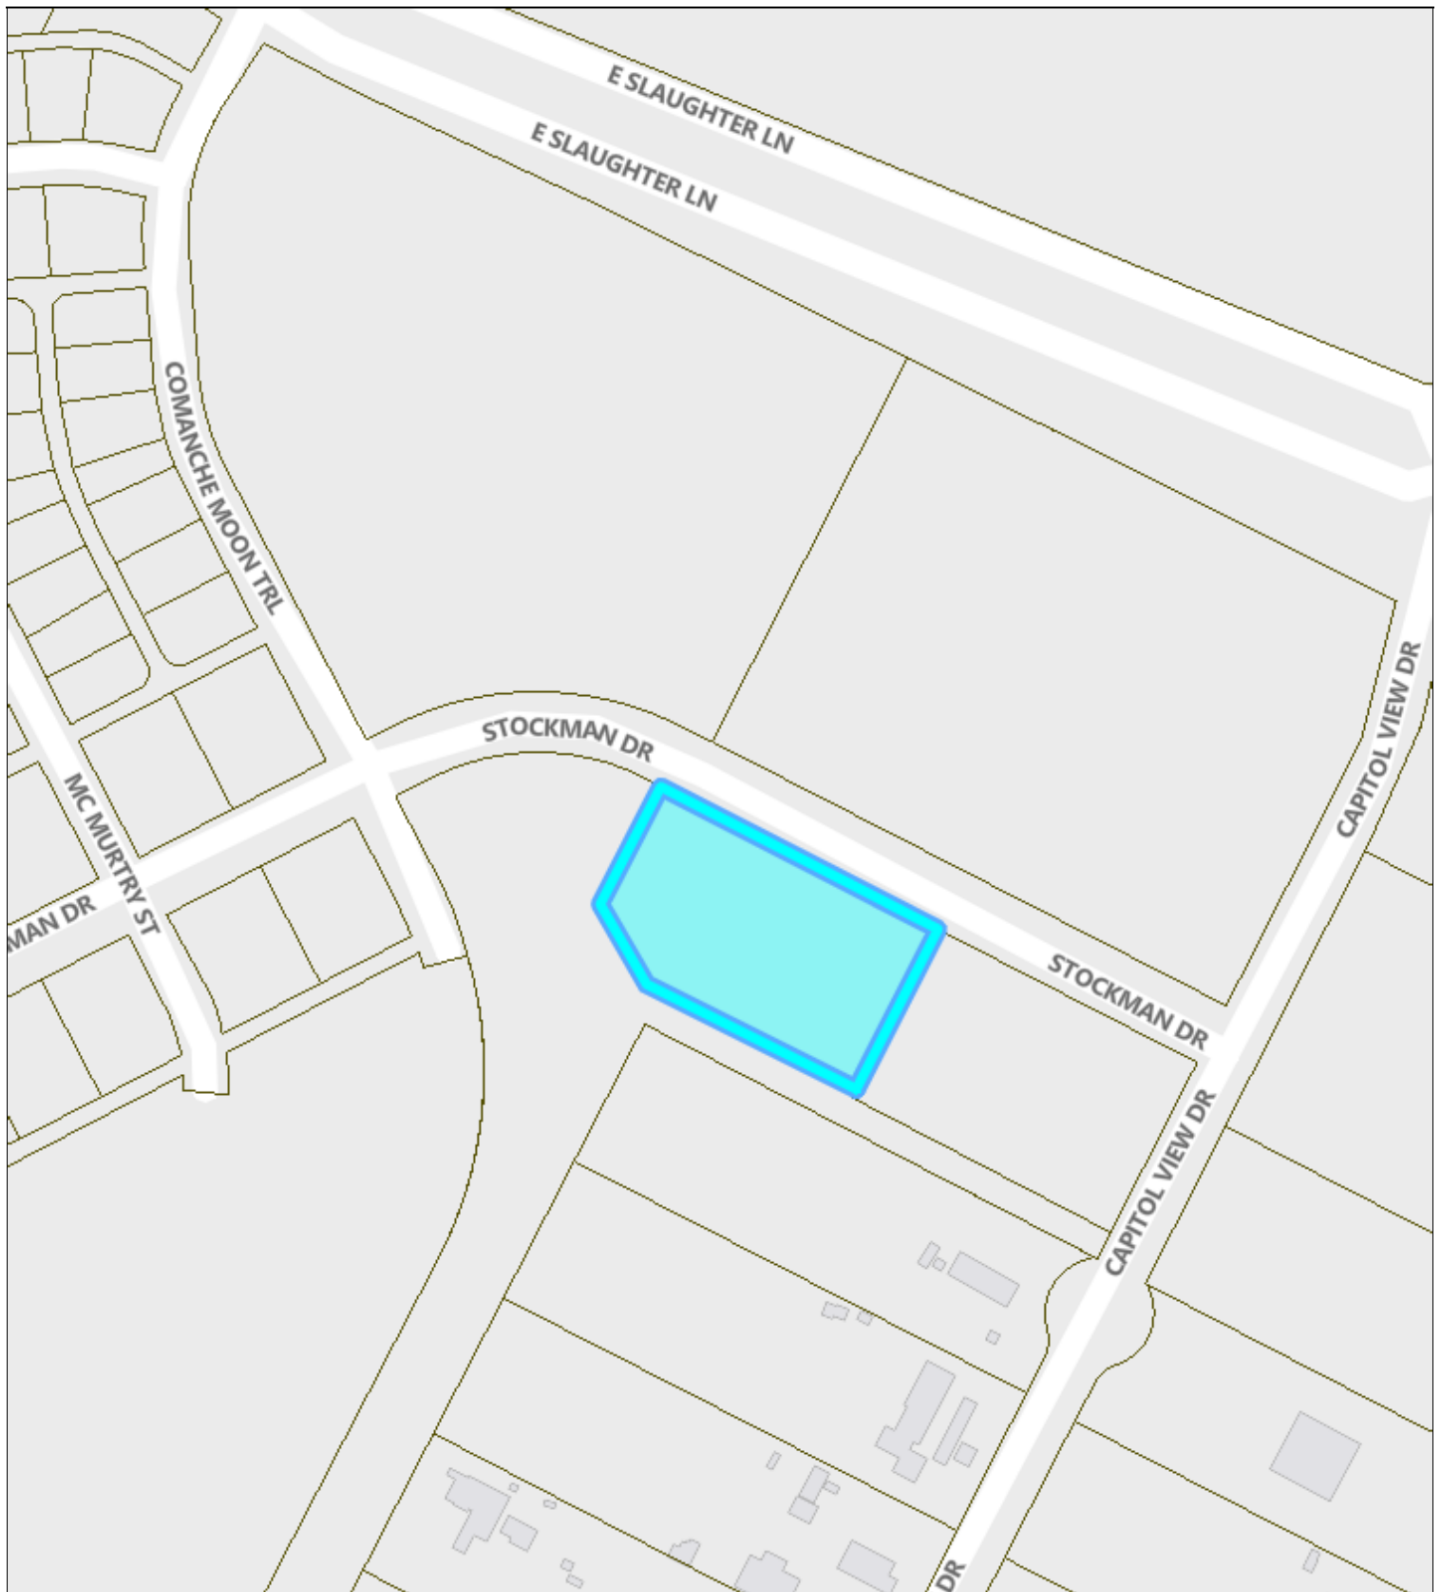 E SLAUGHTER LN
E SLAUGHTER LN
COMANCHE MOON TRL
CAPITOL VIEW DR
STOCKMAN DR
MC MURTRY ST
MAN DR
STOCKMAN DR
CAPITOL VIEW DR
DR